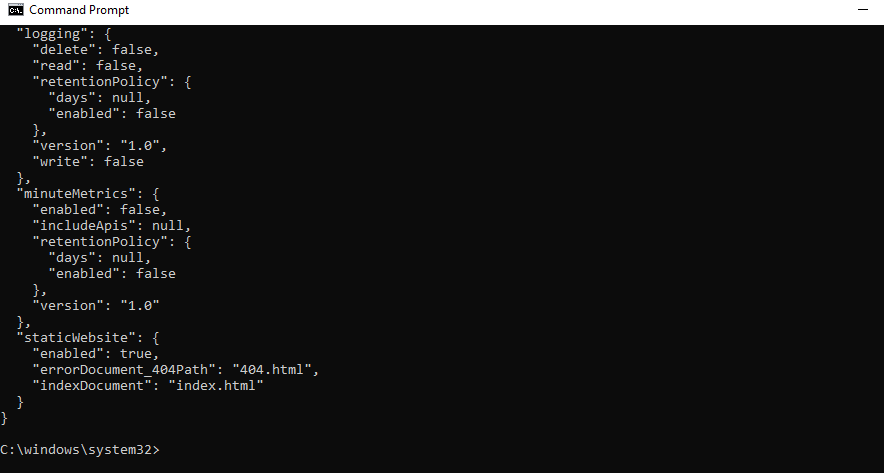 Command Prompt
"logging": {
"delete": false,
"read": false,
"retentionPolicy": {
"days": null,
"enabled": false
},
"version": "1.0",
"write": false
},
"minuteMetrics": {
"enabled": false,
"includeApis": null,
"retentionPolicy": {
"days": null,
"enabled": false
},
"version": "1.0"
},
"staticWebsite": {
"enabled": true,
"errorDocument_404Path": "404.html",
"indexDocument": "index.html"
}
}
C:\windows\system32>